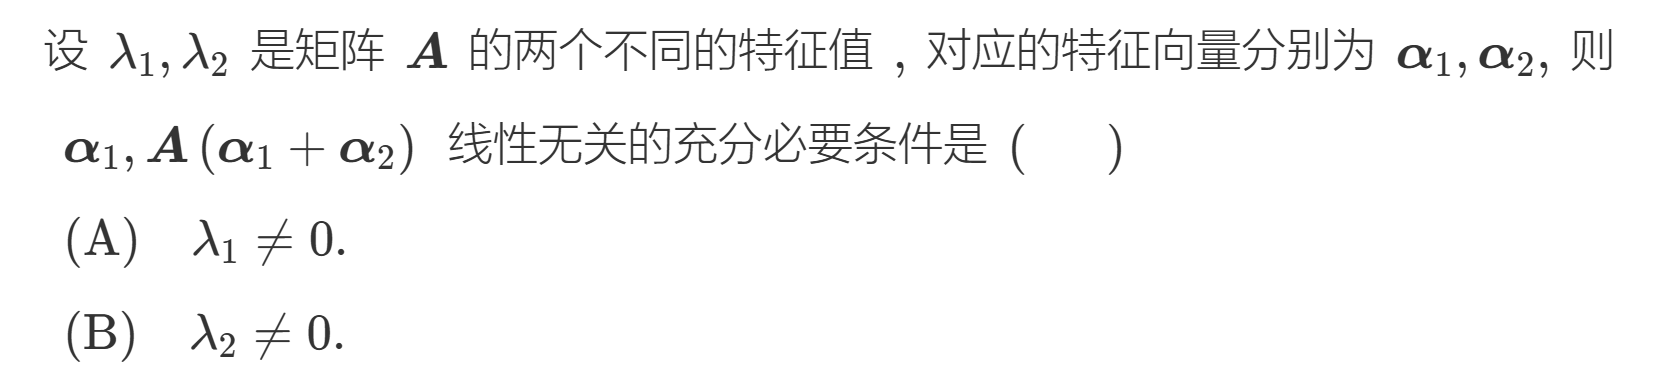 设 λ₁, λ₂ 是矩阵 A 的两个不同的特征值 , 对应的特征向量分别为 α₁, α₂, 则
α₁, A (α₁ + α₂) 线性无关的充分必要条件是 ( )
(A) λ₁ ≠ 0.
(B) λ₂ ≠ 0.